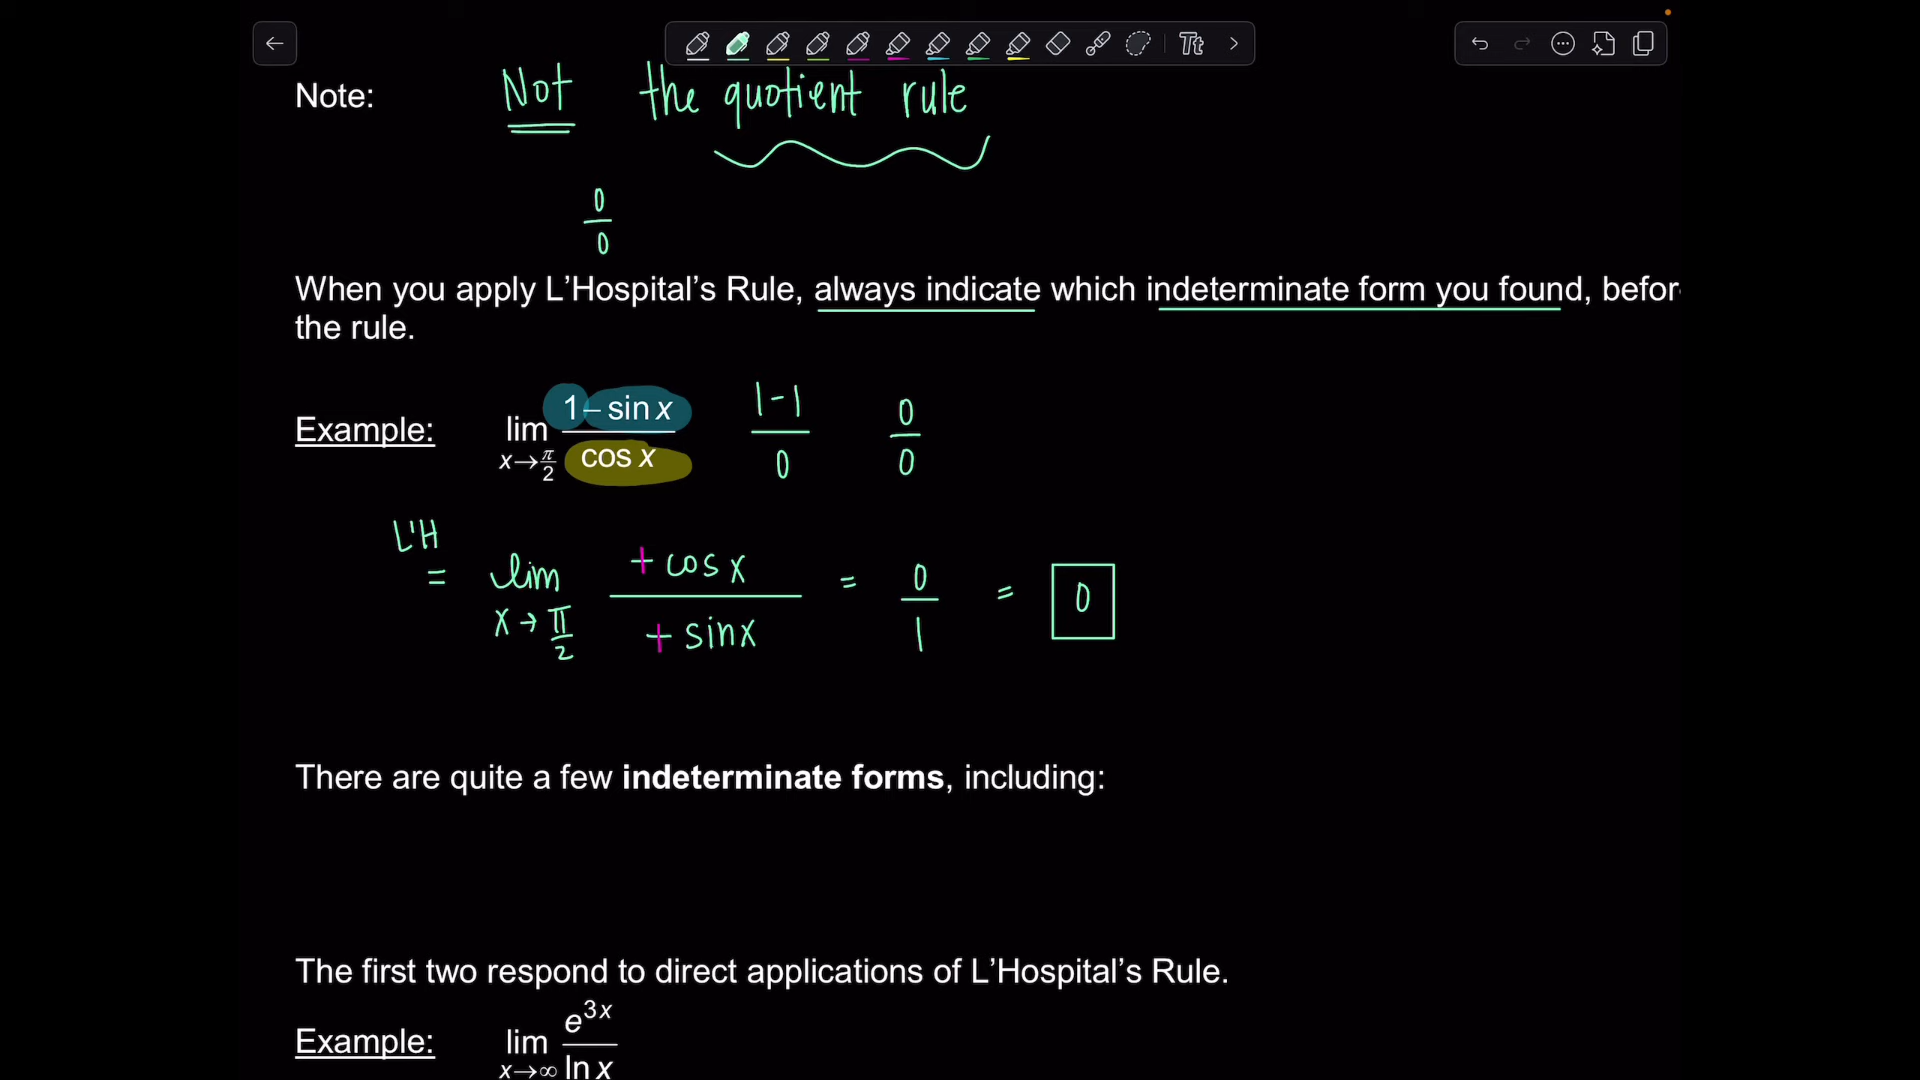 Tt
Note: Not the quotient rule
0
0
When you apply L’Hospital’s Rule, always indicate which indeterminate form you found, befor
the rule.
Example: lim x→π/2 1– sin x / cos x 1-1 / 0 0 / 0
L'H
= lim x→π/2 + cos x / + sinx = 0 / 1 = 0
There are quite a few indeterminate forms, including:
The first two respond to direct applications of L’Hospital’s Rule.
Example: lim x→∞ e^3x / ln x